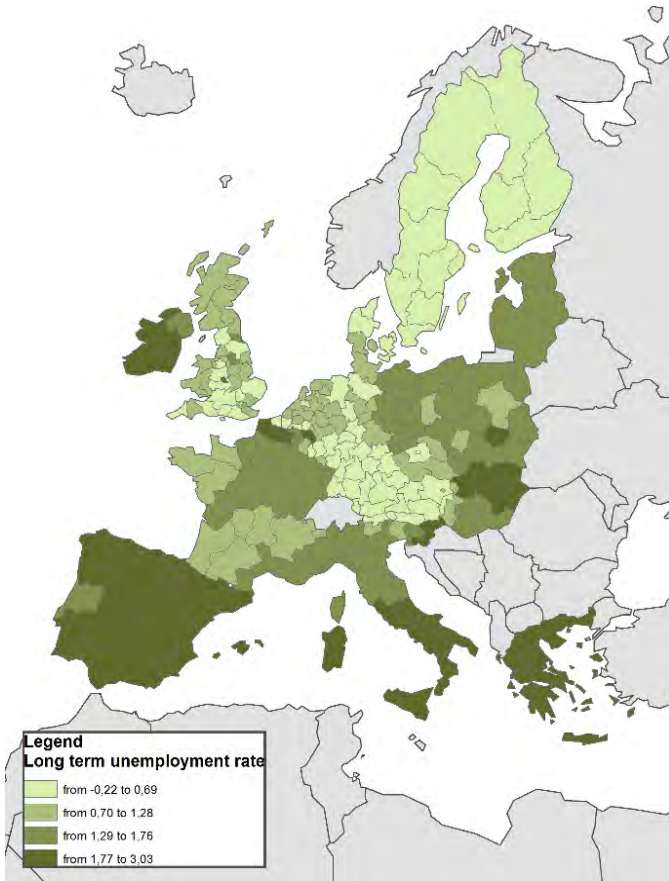 Legend
Long term unemployment rate
from -0,22 to 0,69
from 0,70 to 1,28
from 1,29 to 1,76
from 1,77 to 3,03